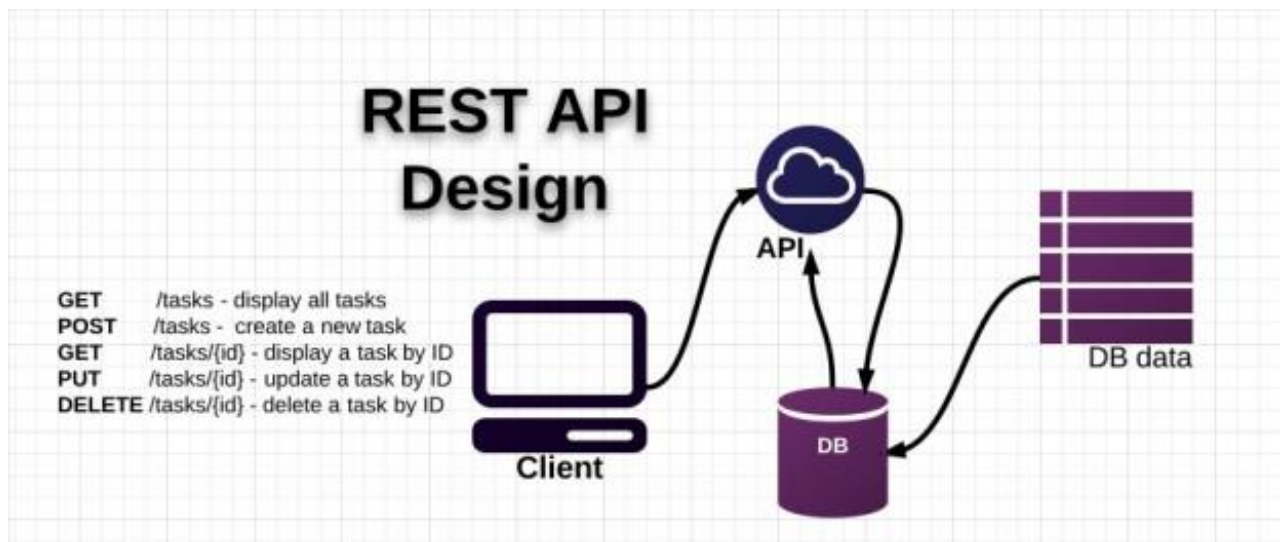 REST API
Design
GET /tasks - display all tasks
POST /tasks - create a new task
GET /tasks/{id} - display a task by ID
PUT /tasks/{id} - update a task by ID
DELETE /tasks/{id} - delete a task by ID
Client
API
DB
DB data